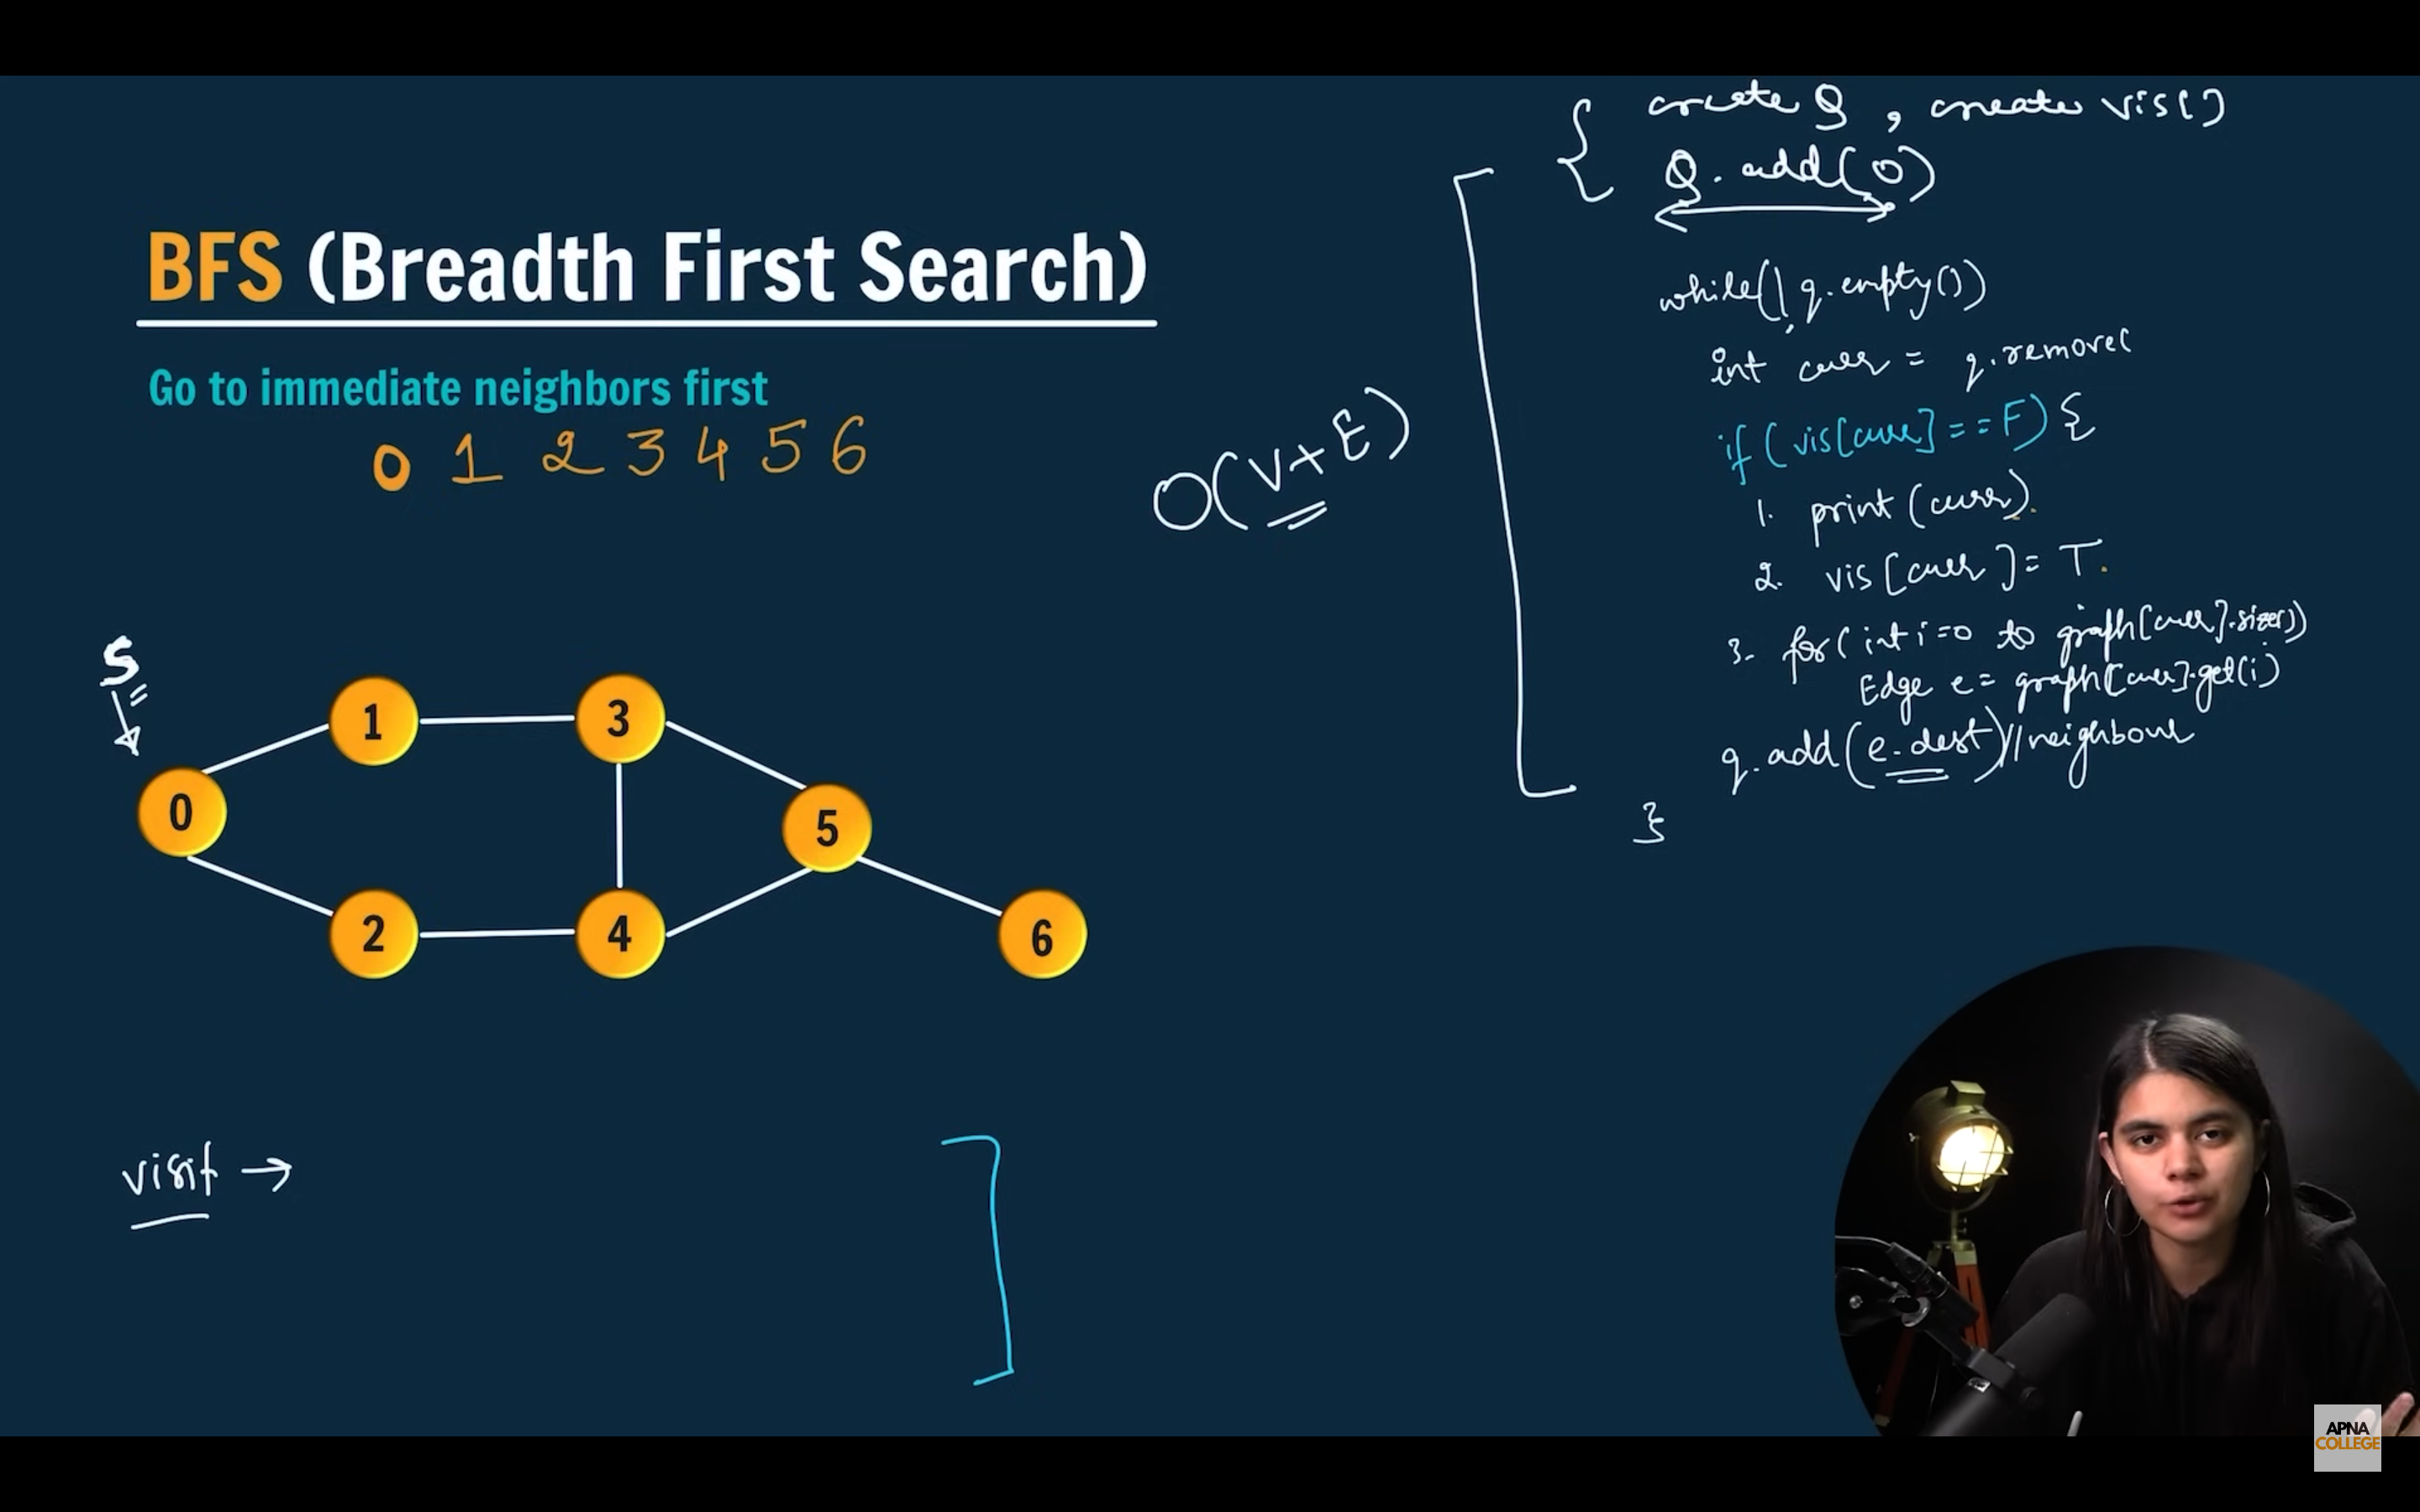 BFS (Breadth First Search)
Go to immediate neighbors first
0 1 2 3 4 5 6
O(V+E)
S
0
1
3
2
4
5
6
visit →
{ create Q , create vis[]
Q. add(0)
while(! q.empty())
int curr = q.remove(
if (vis[curr] == F) {
1. print (curr).
2. vis[curr] = T.
3. for( int i=0 to graph[curr].size())
Edge e = graph[curr].get(i)
q.add(e.dest)//neighbour
}
APNA
COLLEGE